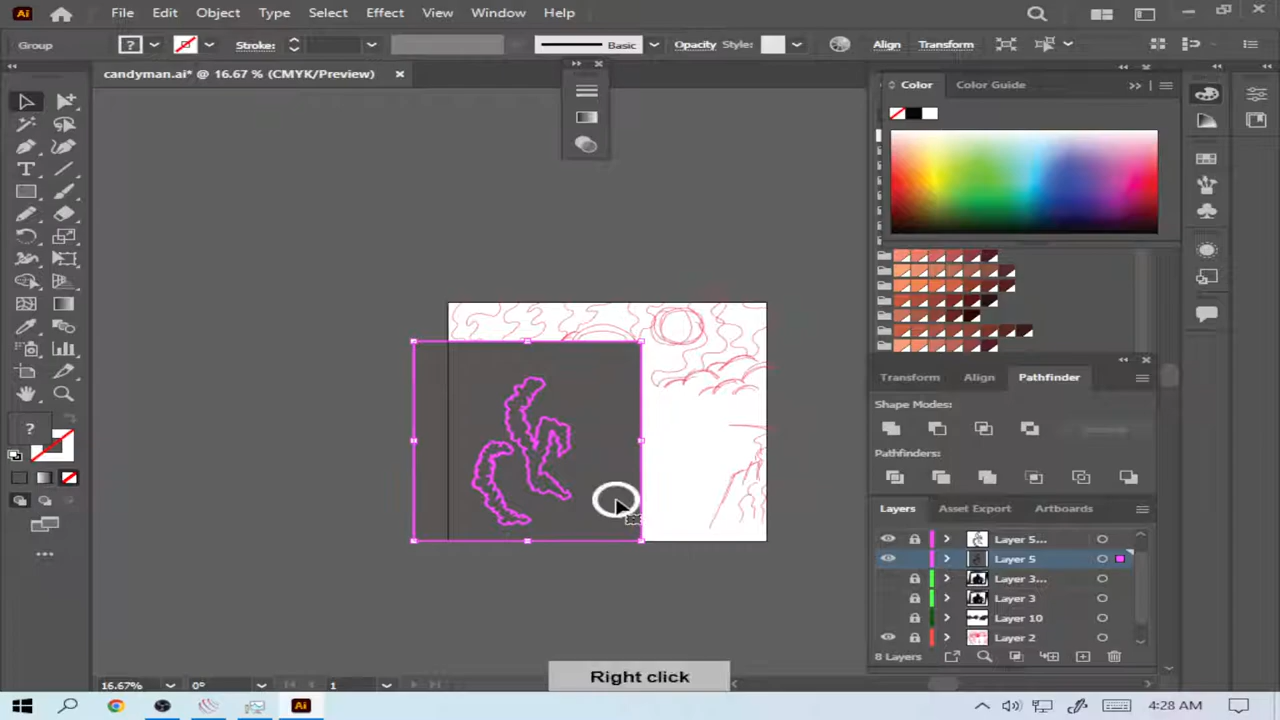 Ai File Edit Object Type Select Effect View Window Help
Group ? Stroke: Basic Opacity Style: Align Transform
candyman.ai* @ 16.67 % (CMYK/Preview)
Color Color Guide
Transform Align Pathfinder
Shape Modes:
Pathfinders:
?
Layers Asset Export Artboards
Layer 5...
Layer 5
Layer 3...
Layer 3
Layer 10
Layer 2
8 Layers
Right click
16.67% 0° 1
Ai 4:28 AM